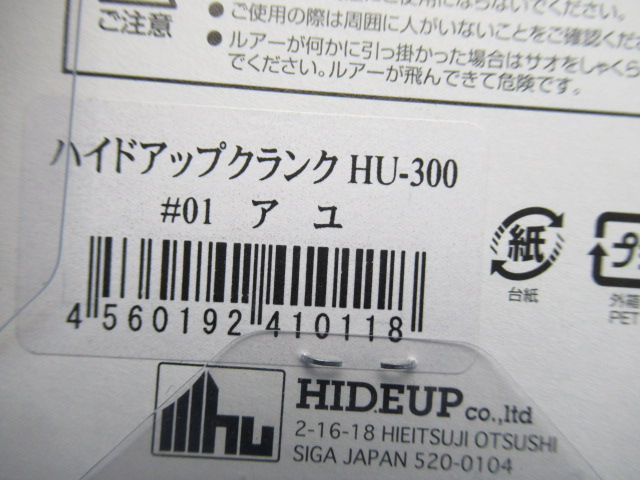 ご注意
● ご使用の際は周囲に人がいないことをご確認くださ
● ルアーが何かに引っ掛かった場合はサオをしゃくら
でください。ルアーが飛んできて危険です。
ハイドアップクランク HU-300
#01 ア ユ
4 560192 410118
紙
台紙
プラ
PET
hu
HIDEUP co.,ltd
2-16-18 HIEITSUJI OTSUSHI
SIGA JAPAN 520-0104